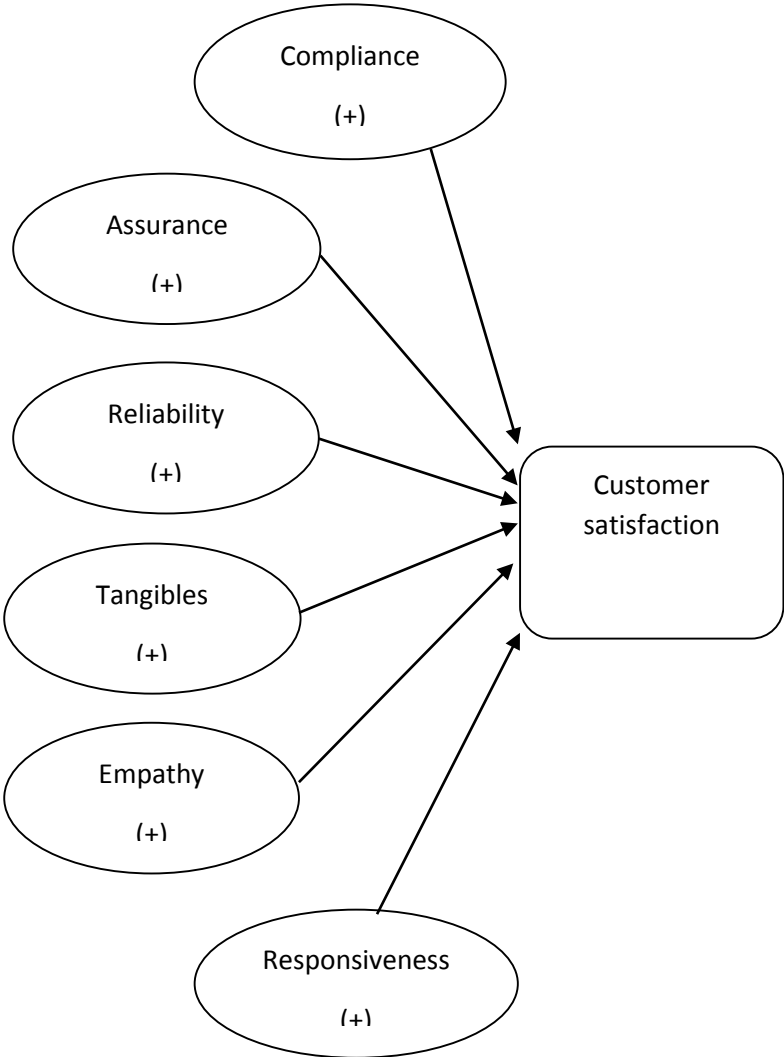 Compliance
(+)
Assurance
(+)
Reliability
(+)
Tangibles
(+)
Empathy
(+)
Responsiveness
(+)
Customer
satisfaction